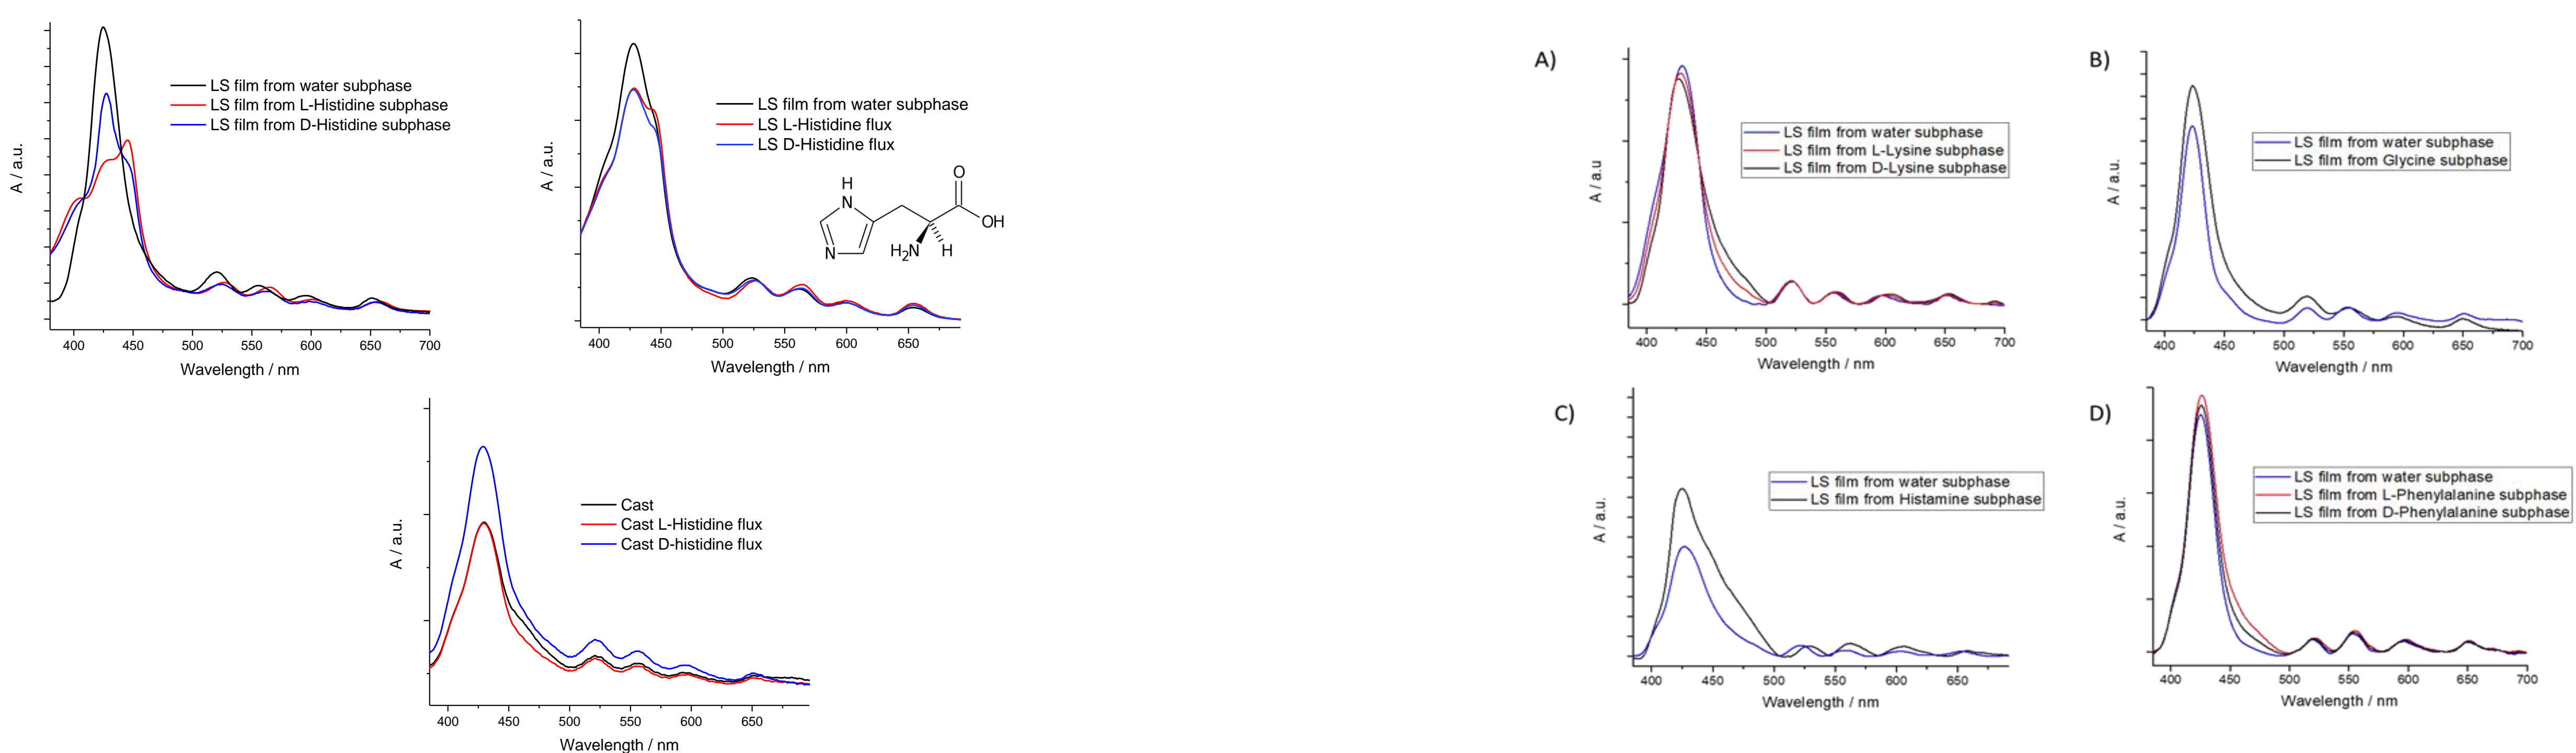 A / a.u.
LS film from water subphase
LS film from L-Histidine subphase
LS film from D-Histidine subphase
400 450 500 550 600 650 700
Wavelength / nm
A / a.u.
LS film from water subphase
LS L-Histidine flux
LS D-Histidine flux
H
N
O
OH
N
H2N
H
400 450 500 550 600 650
Wavelength / nm
A / a.u.
Cast
Cast L-Histidine flux
Cast D-histidine flux
400 450 500 550 600 650
Wavelength / nm
A)
A / a.u
LS film from water subphase
LS film from L-Lysine subphase
LS film from D-Lysine subphase
400 450 500 550 600 650 700
Wavelength / nm
B)
A / a.u.
LS film from water subphase
LS film from Glycine subphase
400 450 500 550 600 650 700
Wavelength / nm
C)
A / a.u.
LS film from water subphase
LS film from Histamine subphase
400 450 500 550 600 650
Wavelength / nm
D)
A / a.u.
LS film from water subphase
LS film from L-Phenylalanine subphase
LS film from D-Phenylalanine subphase
400 450 500 550 600 650 700
Wavelength / nm